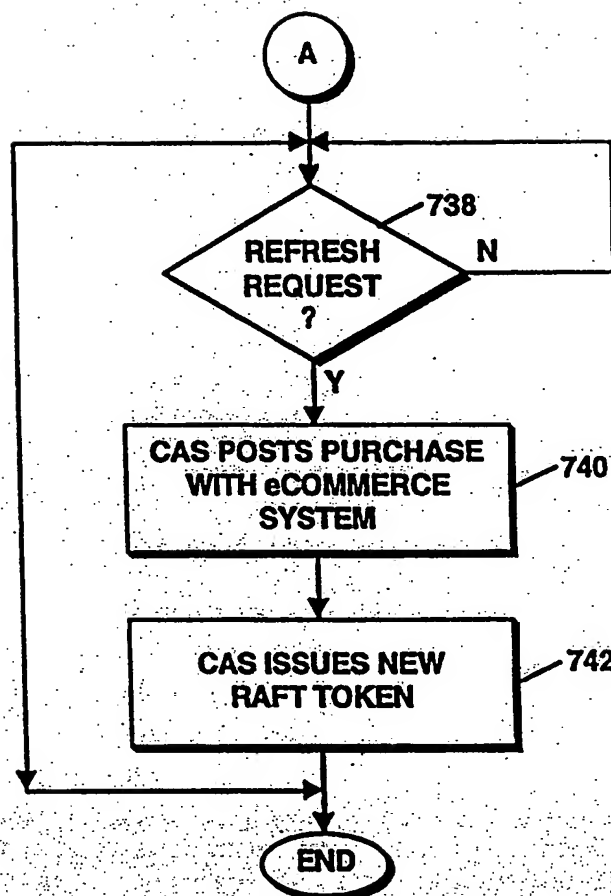 A
738
REFRESH
REQUEST
?
N
Y
CAS POSTS PURCHASE
WITH eCOMMERCE
SYSTEM
740
CAS ISSUES NEW
RAFT TOKEN
742
END